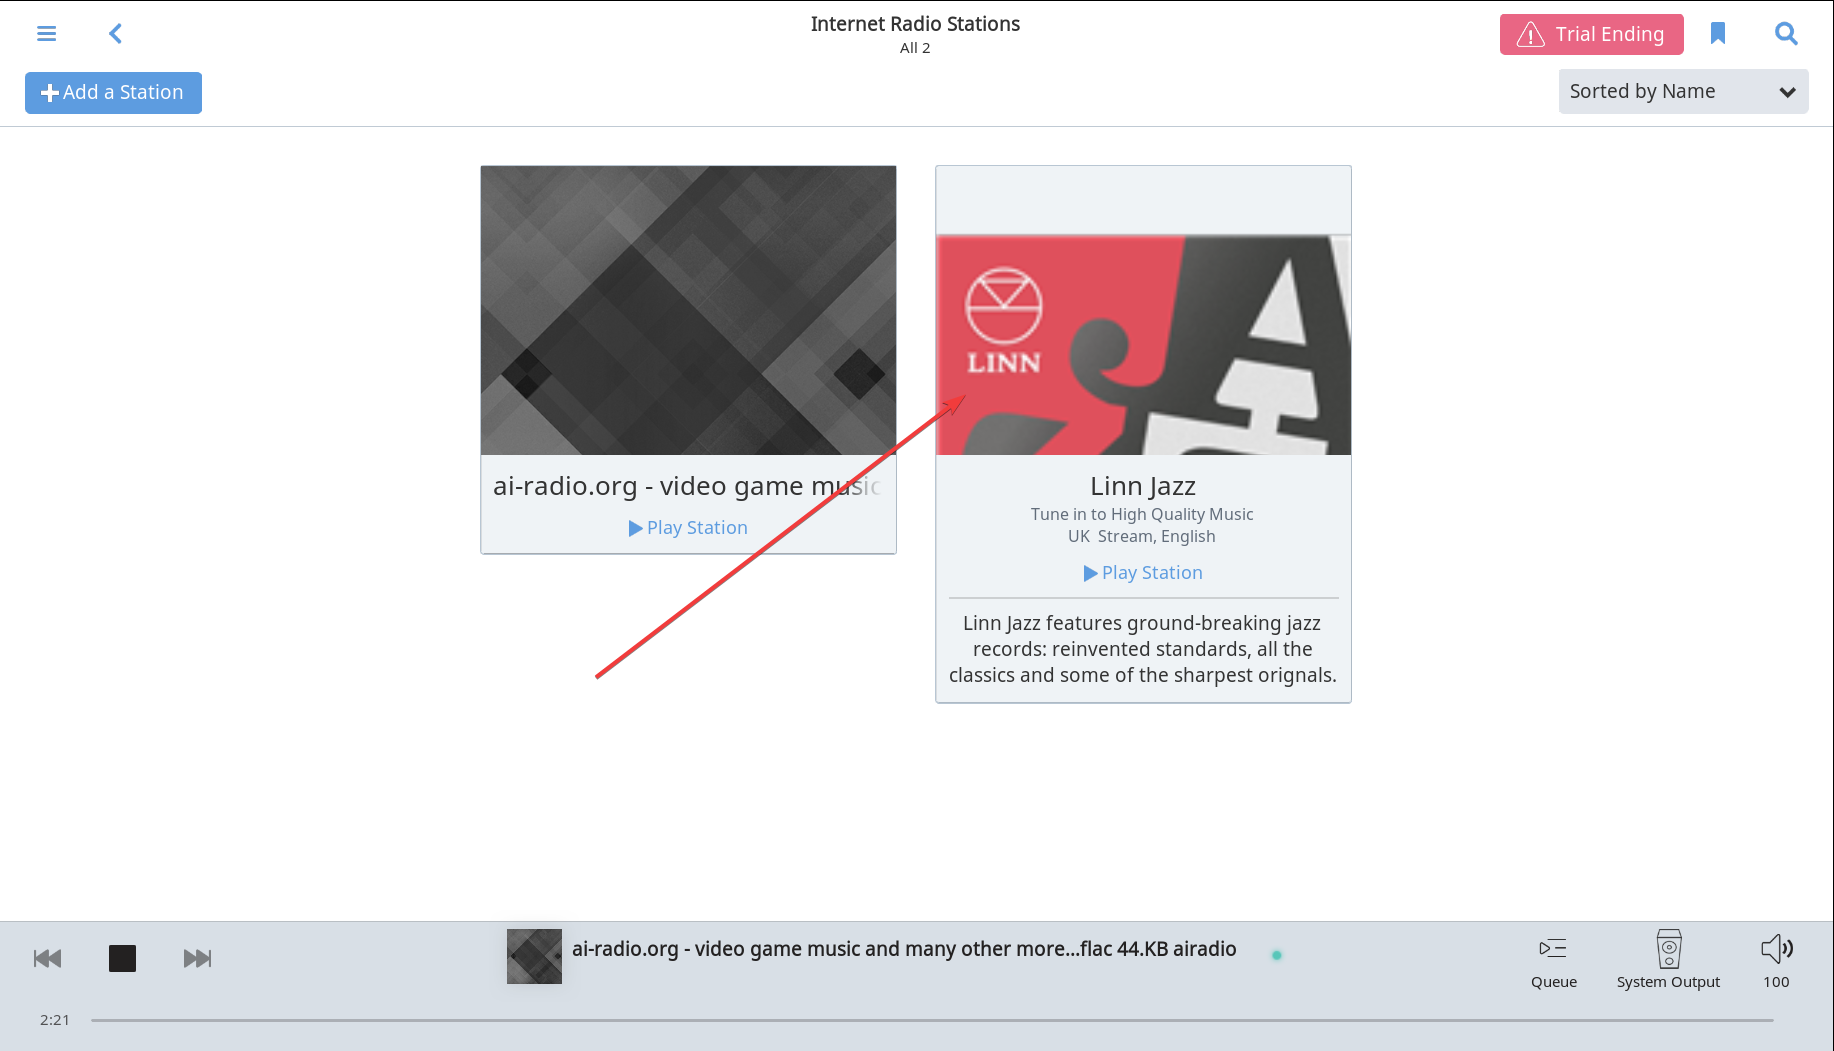 Internet Radio Stations
All 2
Trial Ending
Add a Station
Sorted by Name
ai-radio.org - video game music
Play Station
LINN
Linn Jazz
Tune in to High Quality Music
UK Stream, English
Play Station
Linn Jazz features ground-breaking jazz
records: reinvented standards, all the
classics and some of the sharpest orignals.
ai-radio.org - video game music and many other more...flac 44.KB airadio
Queue
System Output
100
2:21